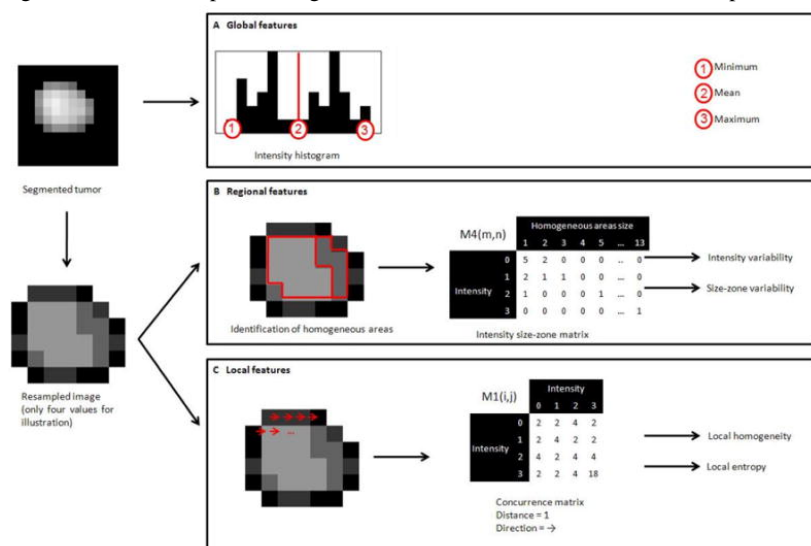 A Global features
1
2
3
Intensity histogram
1 Minimum
2 Mean
3 Maximum
Segmented tumor
B Regional features
Identification of homogeneous areas
M4(m,n)
Homogeneous areas size
1 2 3 4 5 ... 13
Intensity
0 5 2 0 0 0 .. 0
1 2 1 1 0 0 ... 0
2 1 0 0 0 1 ... 0
3 0 0 0 0 0 ... 1
Intensity size-zone matrix
Intensity variability
Size-zone variability
Resampled image
(only four values for
illustration)
C Local features
...
M1(i,j)
Intensity
0 1 2 3
Intensity
0 2 2 4 2
1 2 4 2 2
2 4 2 4 4
3 2 2 4 18
Concurrence matrix
Distance = 1
Direction = →
Local homogeneity
Local entropy